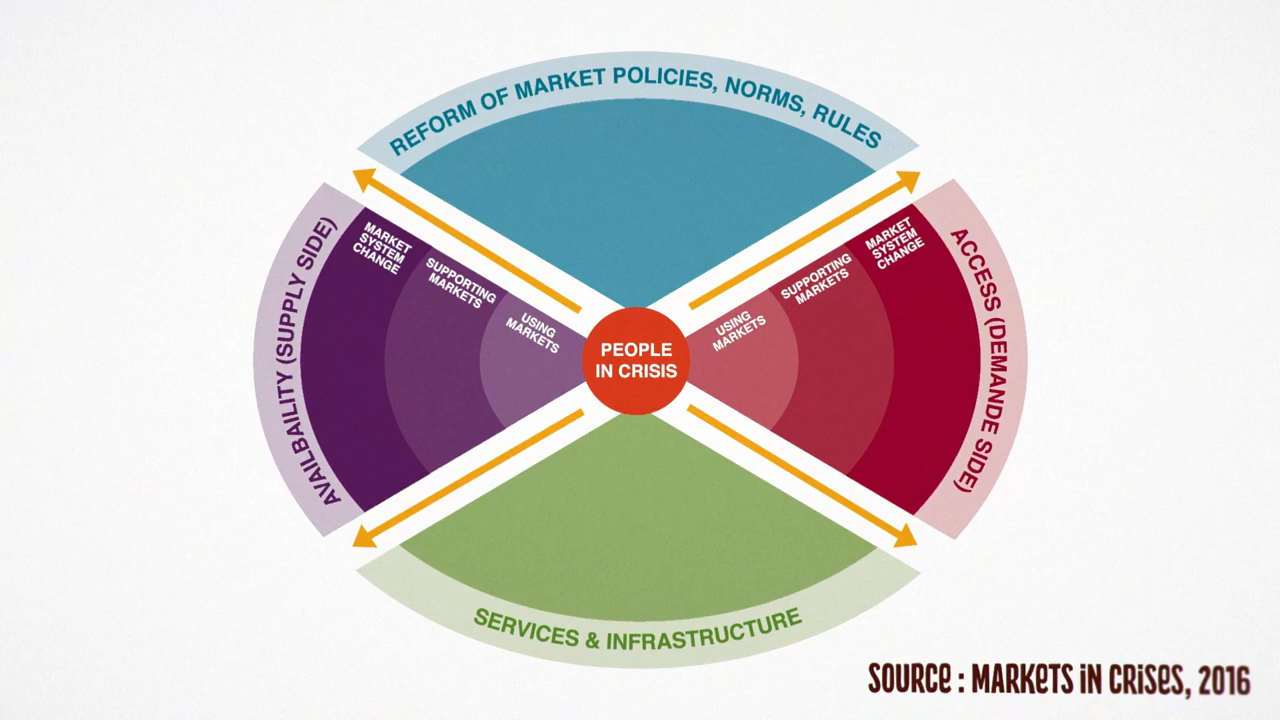 REFORM OF MARKET POLICIES, NORMS, RULES
AVAILBAILITY (SUPPLY SIDE)
MARKET
SYSTEM
CHANGE
SUPPORTING
MARKETS
USING
MARKETS
PEOPLE
IN CRISIS
USING
MARKETS
SUPPORTING
MARKETS
MARKET
SYSTEM
CHANGE
ACCESS (DEMANDE SIDE)
SERVICES & INFRASTRUCTURE
SOURCE : MARKETS IN CRISES, 2016